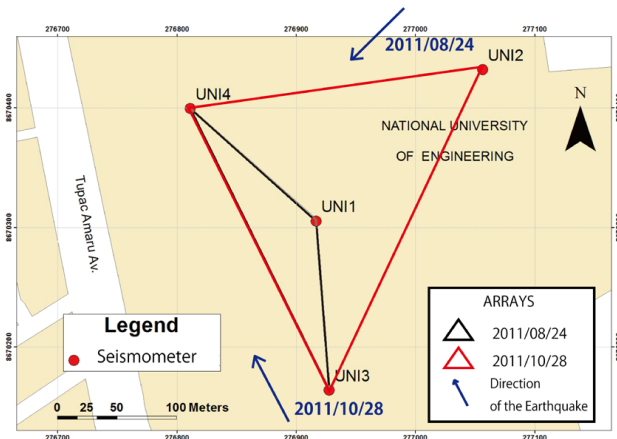 276700
276800
276900
277000
277100
2011/08/24
UNI2
UNI4
8670400
NATIONAL UNIVERSITY
OF ENGINEERING
N
Tupac Amaru Av.
UNI1
8670300
ARRAYS
2011/08/24
2011/10/28
Direction
of the Earthquake
Legend
Seismometer
8670200
UNI3
2011/10/28
0 25 50 100 Meters
276700
276800
276900
277000
277100